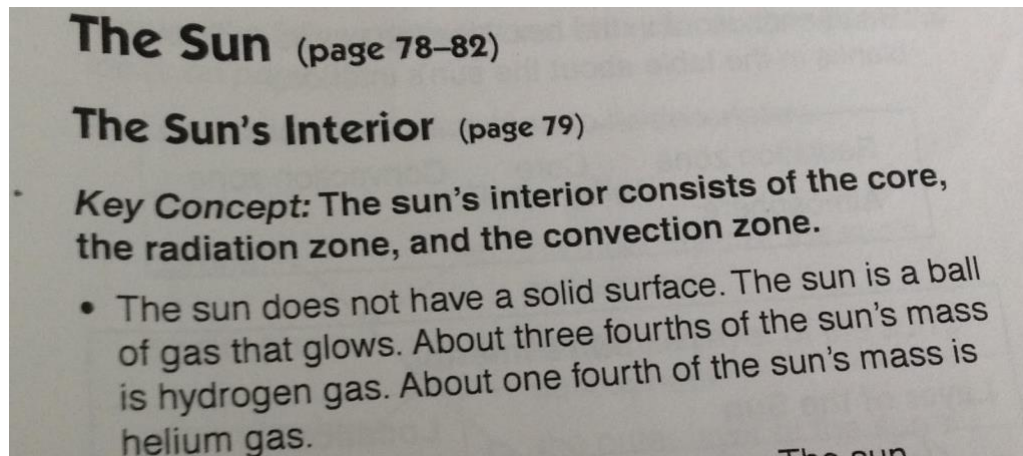 The Sun (page 78–82)
The Sun's Interior (page 79)
Key Concept: The sun's interior consists of the core,
the radiation zone, and the convection zone.
• The sun does not have a solid surface. The sun is a ball
of gas that glows. About three fourths of the sun's mass
is hydrogen gas. About one fourth of the sun's mass is
helium gas.
The sun